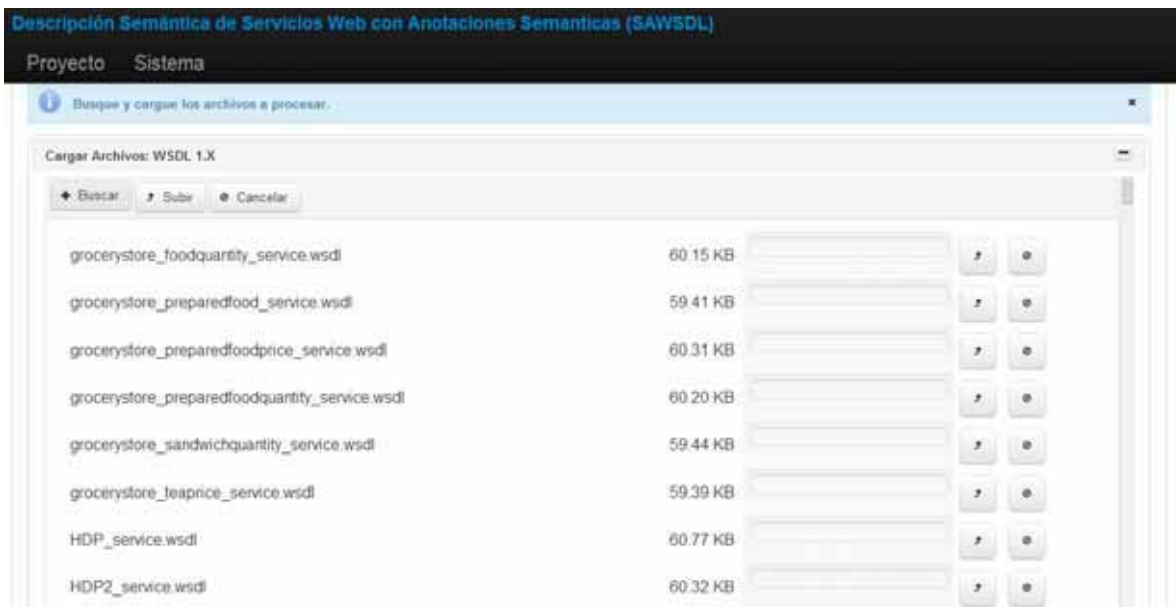 Descripción Semántica de Servicios Web con Anotaciones Semanticas (SAWSDL)
Proyecto Sistema
Busque y cargue los archivos a procesar.
Cargar Archivos: WSDL 1.X
Buscar Subir Cancelar
grocerystore_foodquantity_service.wsdl 60.15 KB
grocerystore_preparedfood_service.wsdl 59.41 KB
grocerystore_preparedfoodprice_service.wsdl 60.31 KB
grocerystore_preparedfoodquantity_service.wsdl 60.20 KB
grocerystore_sandwichquantity_service.wsdl 59.44 KB
grocerystore_teaprice_service.wsdl 59.39 KB
HDP_service.wsdl 60.77 KB
HDP2_service.wsdl 60.32 KB